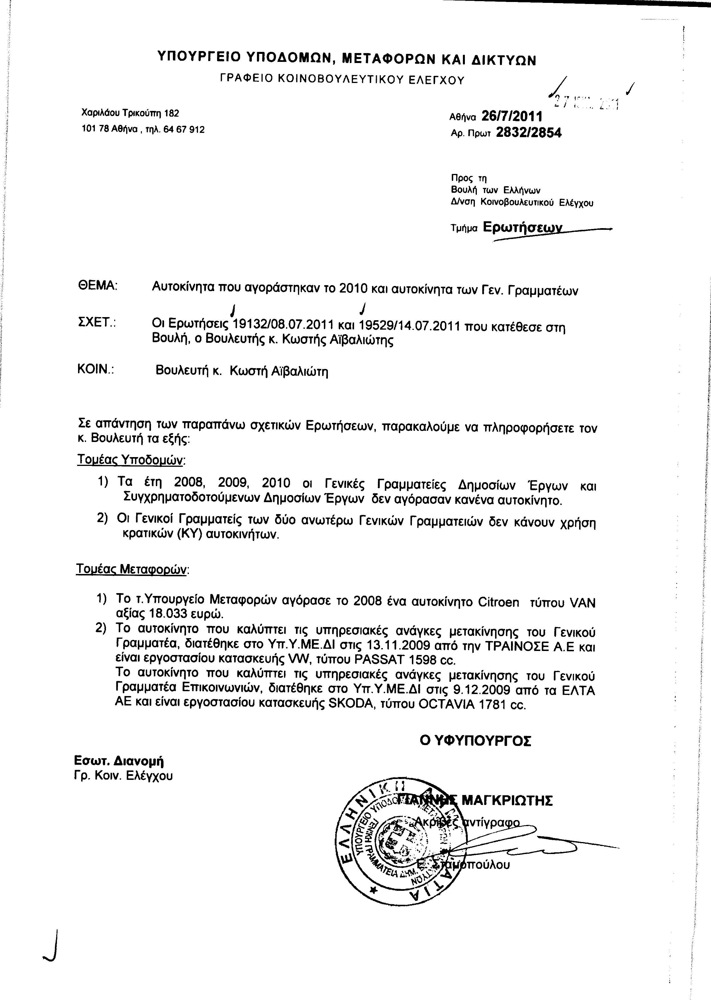 ΥΠΟΥΡΓΕΙΟ ΥΠΟΔΟΜΩΝ, ΜΕΤΑΦΟΡΩΝ ΚΑΙ ΔΙΚΤΥΩΝ
ΓΡΑΦΕΙΟ ΚΟΙΝΟΒΟΥΛΕΥΤΙΚΟΥ ΕΛΕΓΧΟΥ
Χαριλάου Τρικούπη 182
101 78 Αθήνα , τηλ. 64 67 912
27
Αθήνα 26/7/2011
Αρ. Πρωτ 2832/2854
Προς τη
Βουλή των Ελλήνων
Δ/νση Κοινοβουλευτικού Ελέγχου
Τμήμα Ερωτήσεων
ΘΕΜΑ: Αυτοκίνητα που αγοράστηκαν το 2010 και αυτοκίνητα των Γεν. Γραμματέων
ΣΧΕΤ.: Οι Ερωτήσεις 19132/08.07.2011 και 19529/14.07.2011 που κατέθεσε στη
Βουλή, ο Βουλευτής κ. Κωστής Αϊβαλιώτης
ΚΟΙΝ.: Βουλευτή κ. Κωστή Αϊβαλιώτη
Σε απάντηση των παραπάνω σχετικών Ερωτήσεων, παρακαλούμε να πληροφορήσετε τον
κ. Βουλευτή τα εξής:
Τομέας Υποδομών:
1) Τα έτη 2008, 2009, 2010 οι Γενικές Γραμματείες Δημοσίων Έργων και
Συγχρηματοδοτούμενων Δημοσίων Έργων δεν αγόρασαν κανένα αυτοκίνητο.
2) Οι Γενικοί Γραμματείς των δύο ανωτέρω Γενικών Γραμματειών δεν κάνουν χρήση
κρατικών (ΚΥ) αυτοκινήτων.
Τομέας Μεταφορών:
1) Το τ.Υπουργείο Μεταφορών αγόρασε το 2008 ένα αυτοκίνητο Citroen τύπου VAN
αξίας 18.033 ευρώ.
2) Το αυτοκίνητο που καλύπτει τις υπηρεσιακές ανάγκες μετακίνησης του Γενικού
Γραμματέα, διατέθηκε στο Υπ.Υ.ΜΕ.ΔΙ στις 13.11.2009 από την ΤΡΑΙΝΟΣΕ Α.Ε και
είναι εργοστασίου κατασκευής VW, τύπου PASSAT 1598 cc.
Το αυτοκίνητο που καλύπτει τις υπηρεσιακές ανάγκες μετακίνησης του Γενικού
Γραμματέα Επικοινωνιών, διατέθηκε στο Υπ.Υ.ΜΕ.ΔΙ στις 9.12.2009 από τα ΕΛΤΑ
ΑΕ και είναι εργοστασίου κατασκευής SKODA, τύπου OCTAVIA 1781 cc.
Ο ΥΦΥΠΟΥΡΓΟΣ
Εσωτ. Διανομή
Γρ. Κοιν. Ελέγχου
ΓΙΑΝΝΗΣ ΜΑΓΚΡΙΩΤΗΣ
Ακριβές αντίγραφο
Ε. Σταμοπούλου
ΕΛΛΗΝΙΚΗ
ΥΠΟΥΡΓΕΙΟ ΥΠΟΔΟΜ
ΓΕΝΙΚΗ ΓΡΑΜΜΑΤΕΙΑ ΔΗΜ.